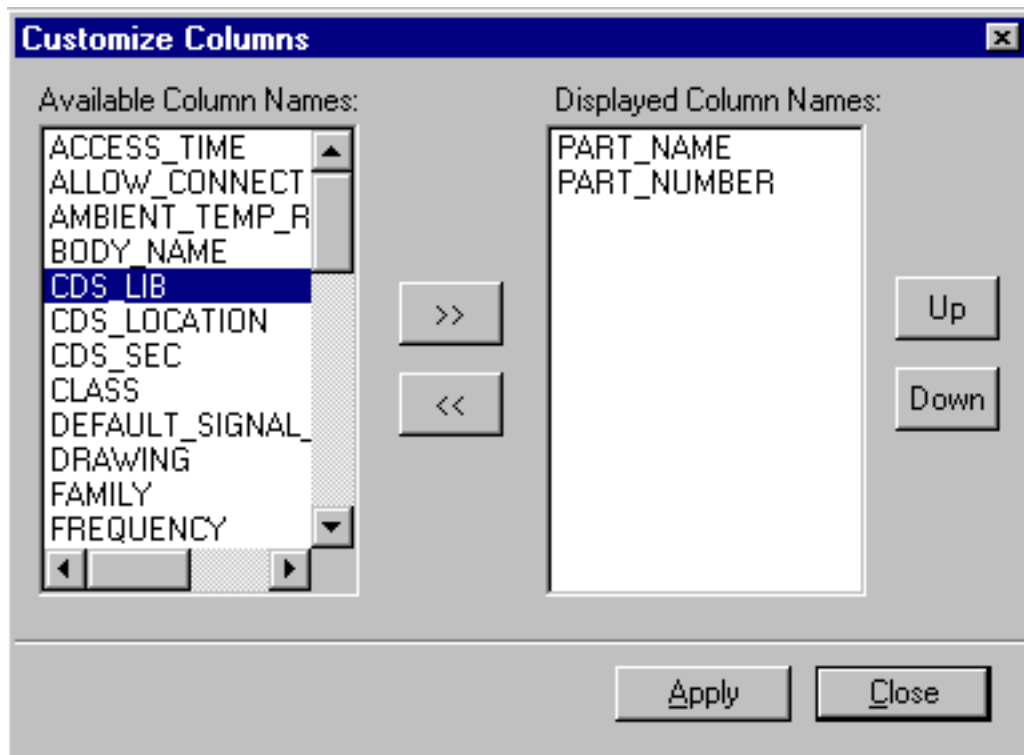 Customize Columns
Available Column Names:
ACCESS_TIME
ALLOW_CONNECT
AMBIENT_TEMP_R
BODY_NAME
CDS_LIB
CDS_LOCATION
CDS_SEC
CLASS
DEFAULT_SIGNAL_
DRAWING
FAMILY
FREQUENCY
>>
<<
Displayed Column Names:
PART_NAME
PART_NUMBER
Up
Down
Apply
Close